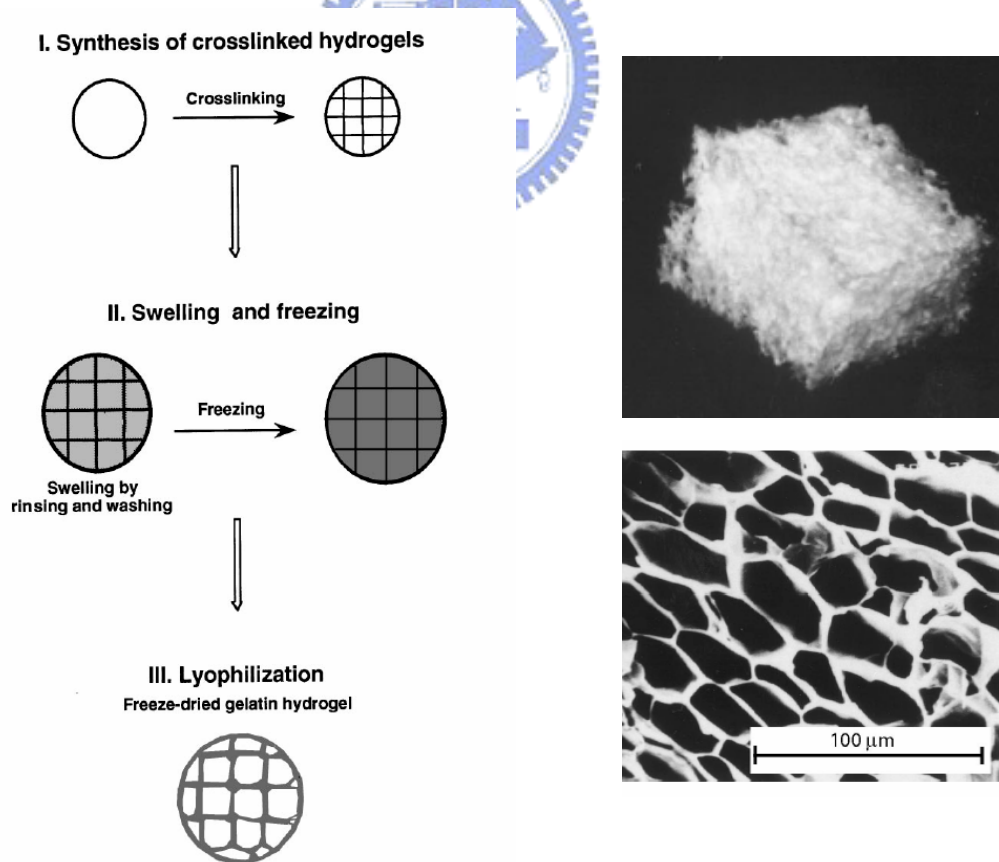 I. Synthesis of crosslinked hydrogels
Crosslinking
II. Swelling and freezing
Freezing
Swelling by
rinsing and washing
III. Lyophilization
Freeze-dried gelatin hydrogel
100 μm